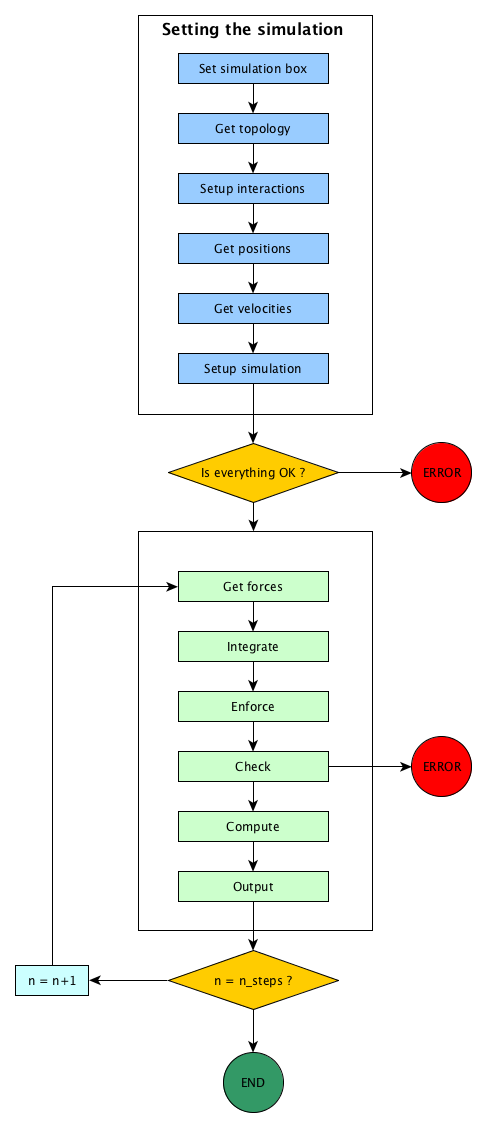 Setting the simulation
Set simulation box
Get topology
Setup interactions
Get positions
Get velocities
Setup simulation
Is everything OK ?
ERROR
Get forces
Integrate
Enforce
Check
ERROR
Compute
Output
n = n+1
n = n_steps ?
END